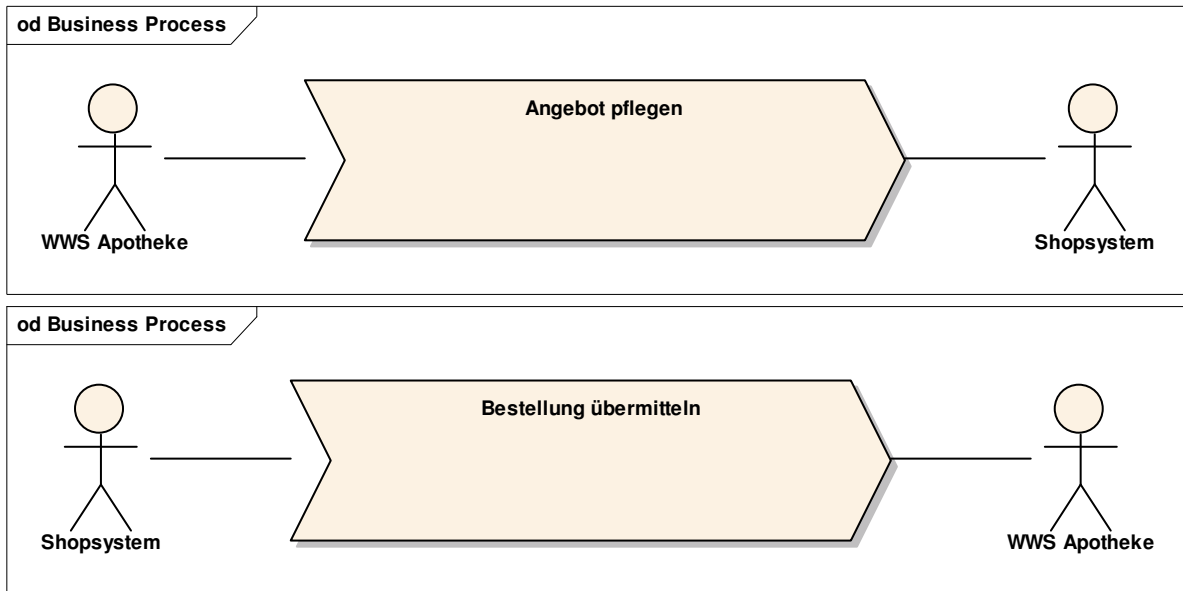 od Business Process
Angebot pflegen
WWS Apotheke
Shopsystem
od Business Process
Bestellung übermitteln
Shopsystem
WWS Apotheke